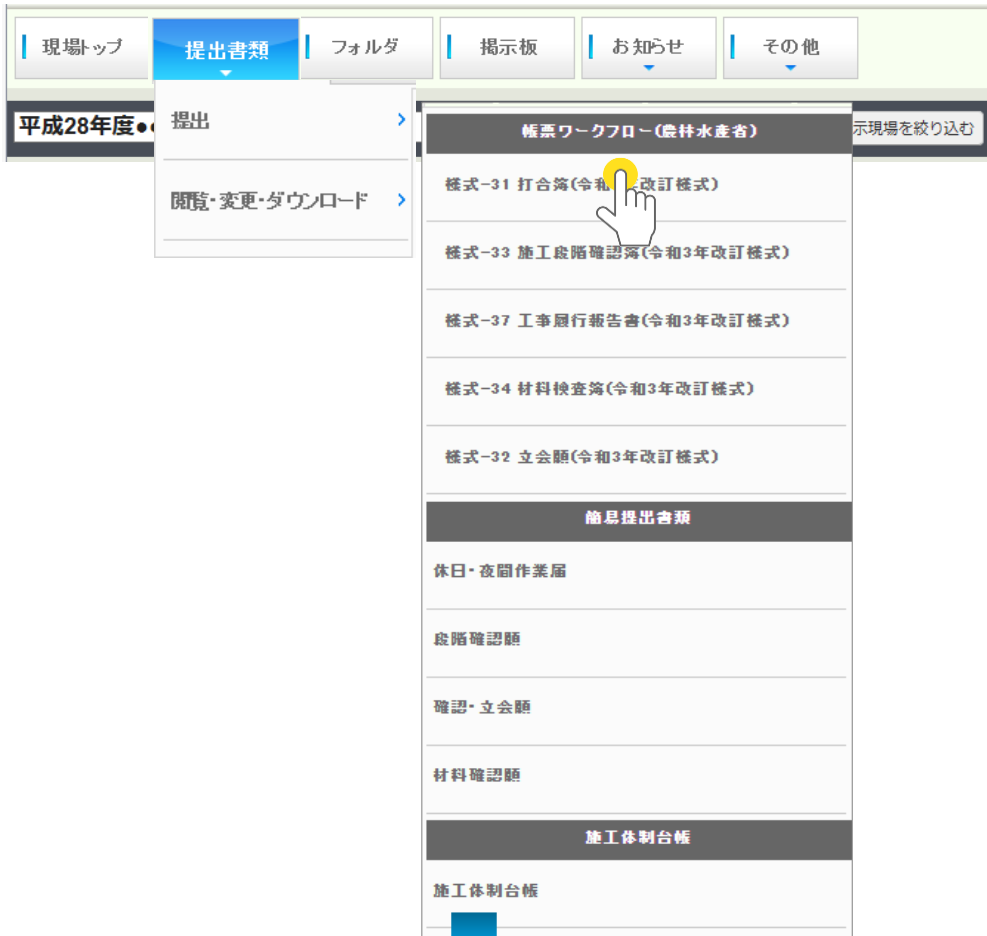 現場トップ
提出書類
フォルダ
掲示板
お知らせ
その他
平成28年度
示現場を絞り込む
提出
閲覧・変更・ダウンロード
帳票ワークフロー(農林水産省)
様式-31 打合簿(令和 改訂様式)
様式-33 施工段階確認簿(令和3年改訂様式)
様式-37 工事履行報告書(令和3年改訂様式)
様式-34 材料検査簿(令和3年改訂様式)
様式-32 立会願(令和3年改訂様式)
簡易提出書類
休日・夜間作業届
段階確認願
確認・立会願
材料確認願
施工体制台帳
施工体制台帳